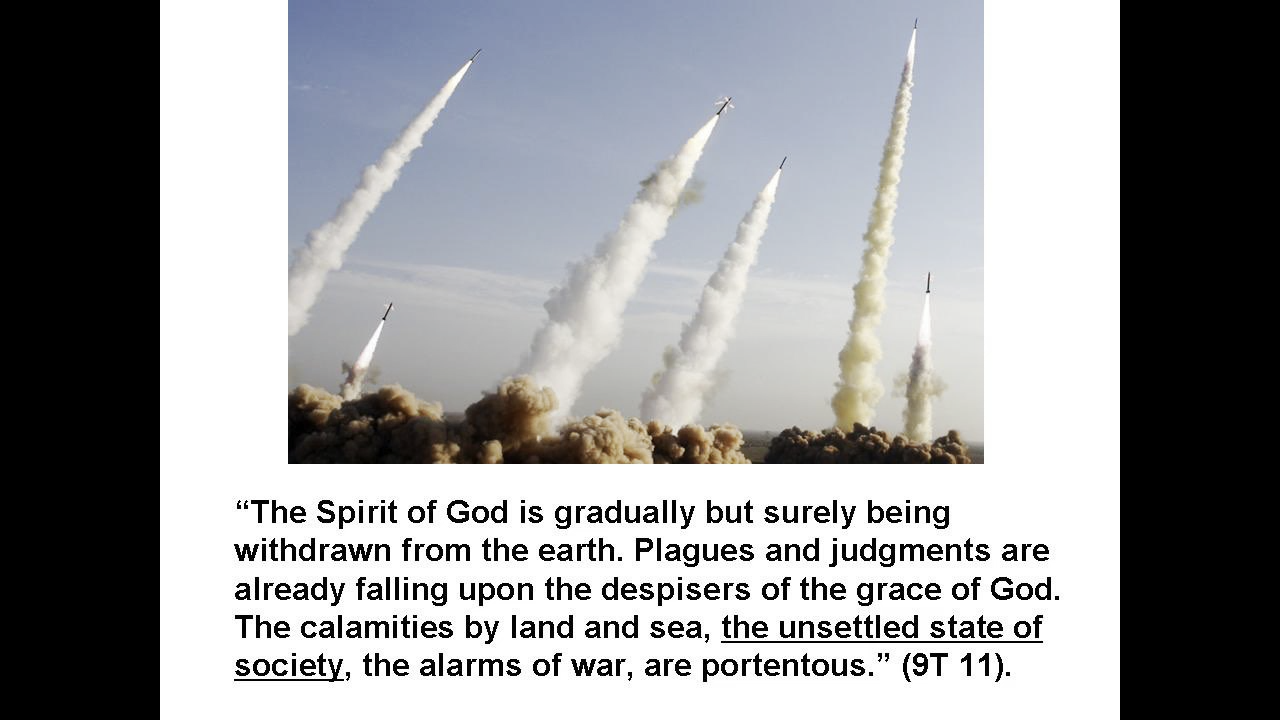 “The Spirit of God is gradually but surely being
withdrawn from the earth. Plagues and judgments are
already falling upon the despisers of the grace of God.
The calamities by land and sea, the unsettled state of
society, the alarms of war, are portentous.” (9T 11).